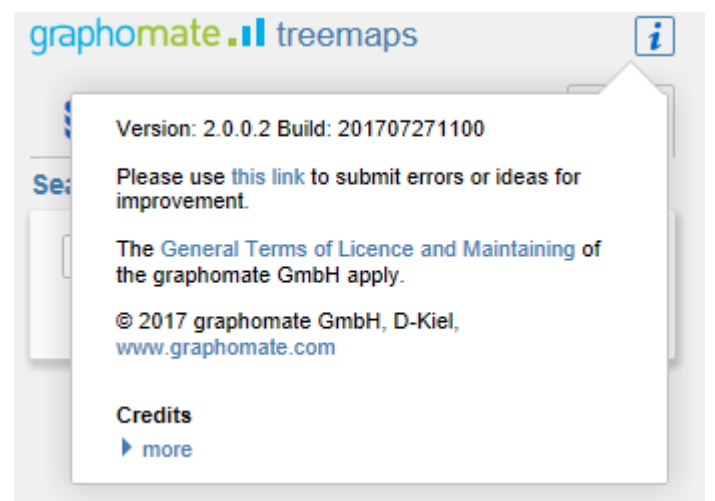 graphomate treemaps
i
Version: 2.0.0.2 Build: 201707271100
Please use this link to submit errors or ideas for
improvement.
The General Terms of Licence and Maintaining of
the graphomate GmbH apply.
© 2017 graphomate GmbH, D-Kiel,
www.graphomate.com
Credits
more